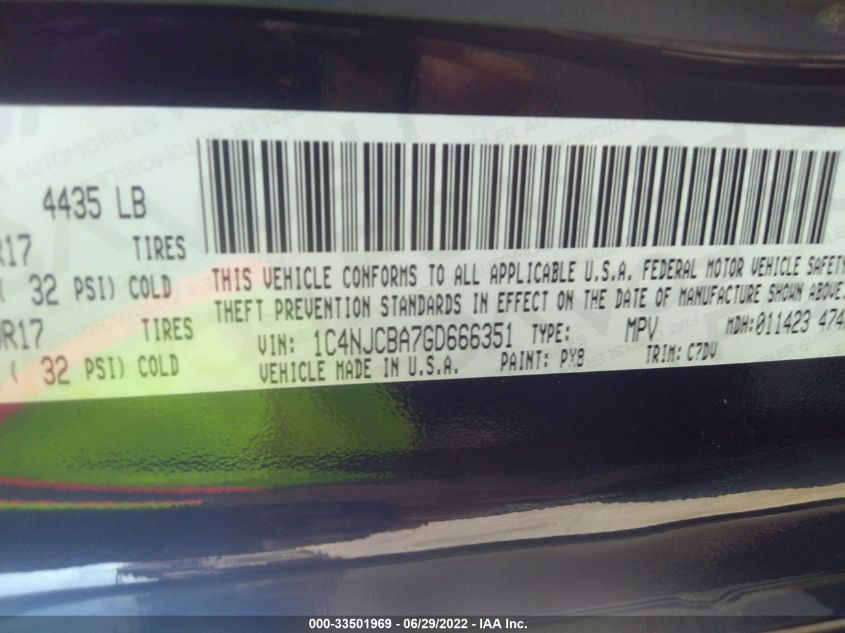 4435 LB
R17 TIRES
( 32 PSI) COLD
R17 TIRES
( 32 PSI) COLD
THIS VEHICLE CONFORMS TO ALL APPLICABLE U.S.A. FEDERAL MOTOR VEHICLE SAFETY
THEFT PREVENTION STANDARDS IN EFFECT ON THE DATE OF MANUFACTURE SHOWN ABOVE.
VIN: 1C4NJCBA7GD666351 TYPE: MPV MDH:011423 474
VEHICLE MADE IN U.S.A. PAINT: PX8 TRIM: C7DV
000-33501969 - 06/29/2022 - IAA Inc.